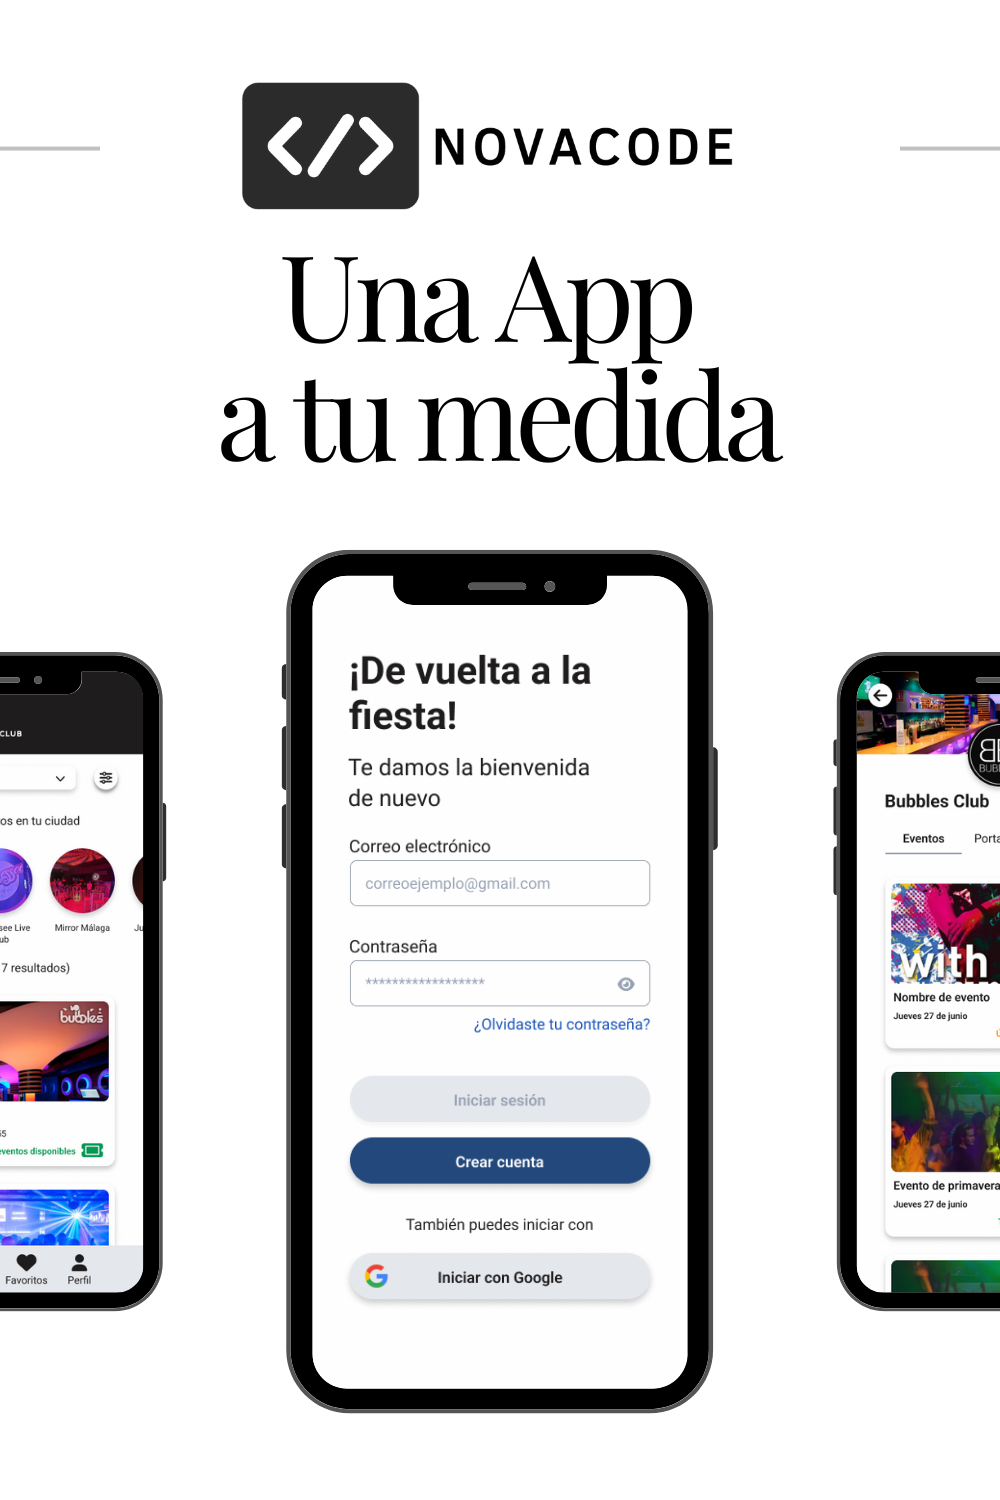 </>
NOVACODE
Una App
a tu medida
CLUB
os en tu ciudad
see Live
ub
Mirror Málaga
Ju
7 resultados)
bubbles
55
eventos disponibles
Favoritos
Perfil
¡De vuelta a la
fiesta!
Te damos la bienvenida
de nuevo
Correo electrónico
correoejemplo@gmail.com
Contraseña
******************
¿Olvidaste tu contraseña?
Iniciar sesión
Crear cuenta
También puedes iniciar con
Iniciar con Google
BUBB
Bubbles Club
Eventos
Porta
with
Nombre de evento
Jueves 27 de junio
Evento de primavera
Jueves 27 de junio